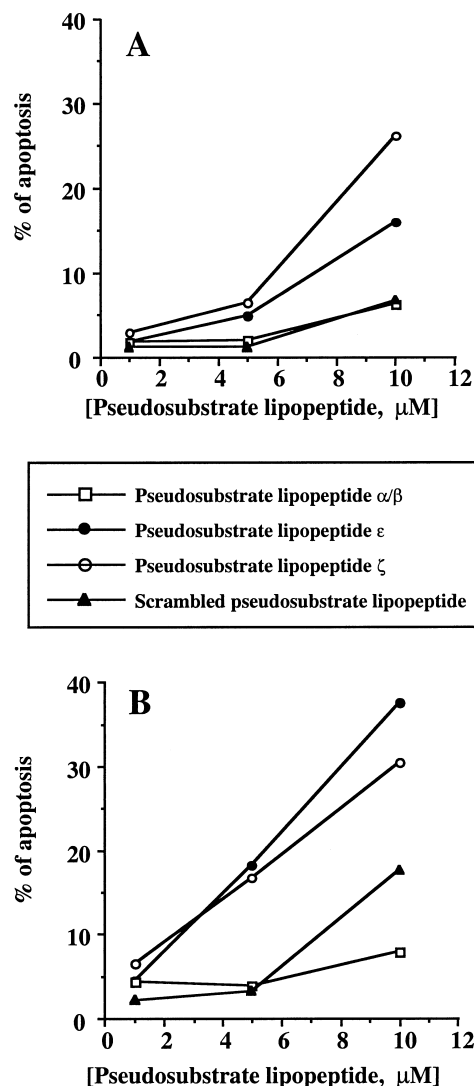 A
40
30
20
10
0
% of apoptosis
0 2 4 6 8 10 12
[Pseudosubstrate lipopeptide, μM]
Pseudosubstrate lipopeptide α/β
Pseudosubstrate lipopeptide ε
Pseudosubstrate lipopeptide ζ
Scrambled pseudosubstrate lipopeptide
B
40
30
20
10
0
% of apoptosis
0 2 4 6 8 10 12
[Pseudosubstrate lipopeptide, μM]